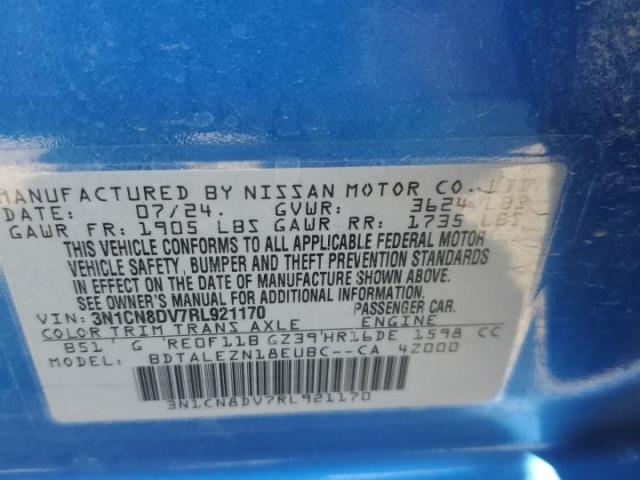 MANUFACTURED BY NISSAN MOTOR CO., LTD.
DATE: 07/24. GVWR: 3624 LBS
GAWR FR: 1905 LBS GAWR RR: 1735 LBS
THIS VEHICLE CONFORMS TO ALL APPLICABLE FEDERAL MOTOR
VEHICLE SAFETY, BUMPER AND THEFT PREVENTION STANDARDS
IN EFFECT ON THE DATE OF MANUFACTURE SHOWN ABOVE.
SEE OWNER'S MANUAL FOR ADDITIONAL INFORMATION.
VIN: 3N1CN8DV7RL921170 PASSENGER CAR.
COLOR TRIM TRANS AXLE ENGINE
B51 G RE0F11B GZ39 HR16DE 1598 CC
MODEL: BDTALEZN18EUBC--CA 4Z000
3N1CN8DV7RL921170